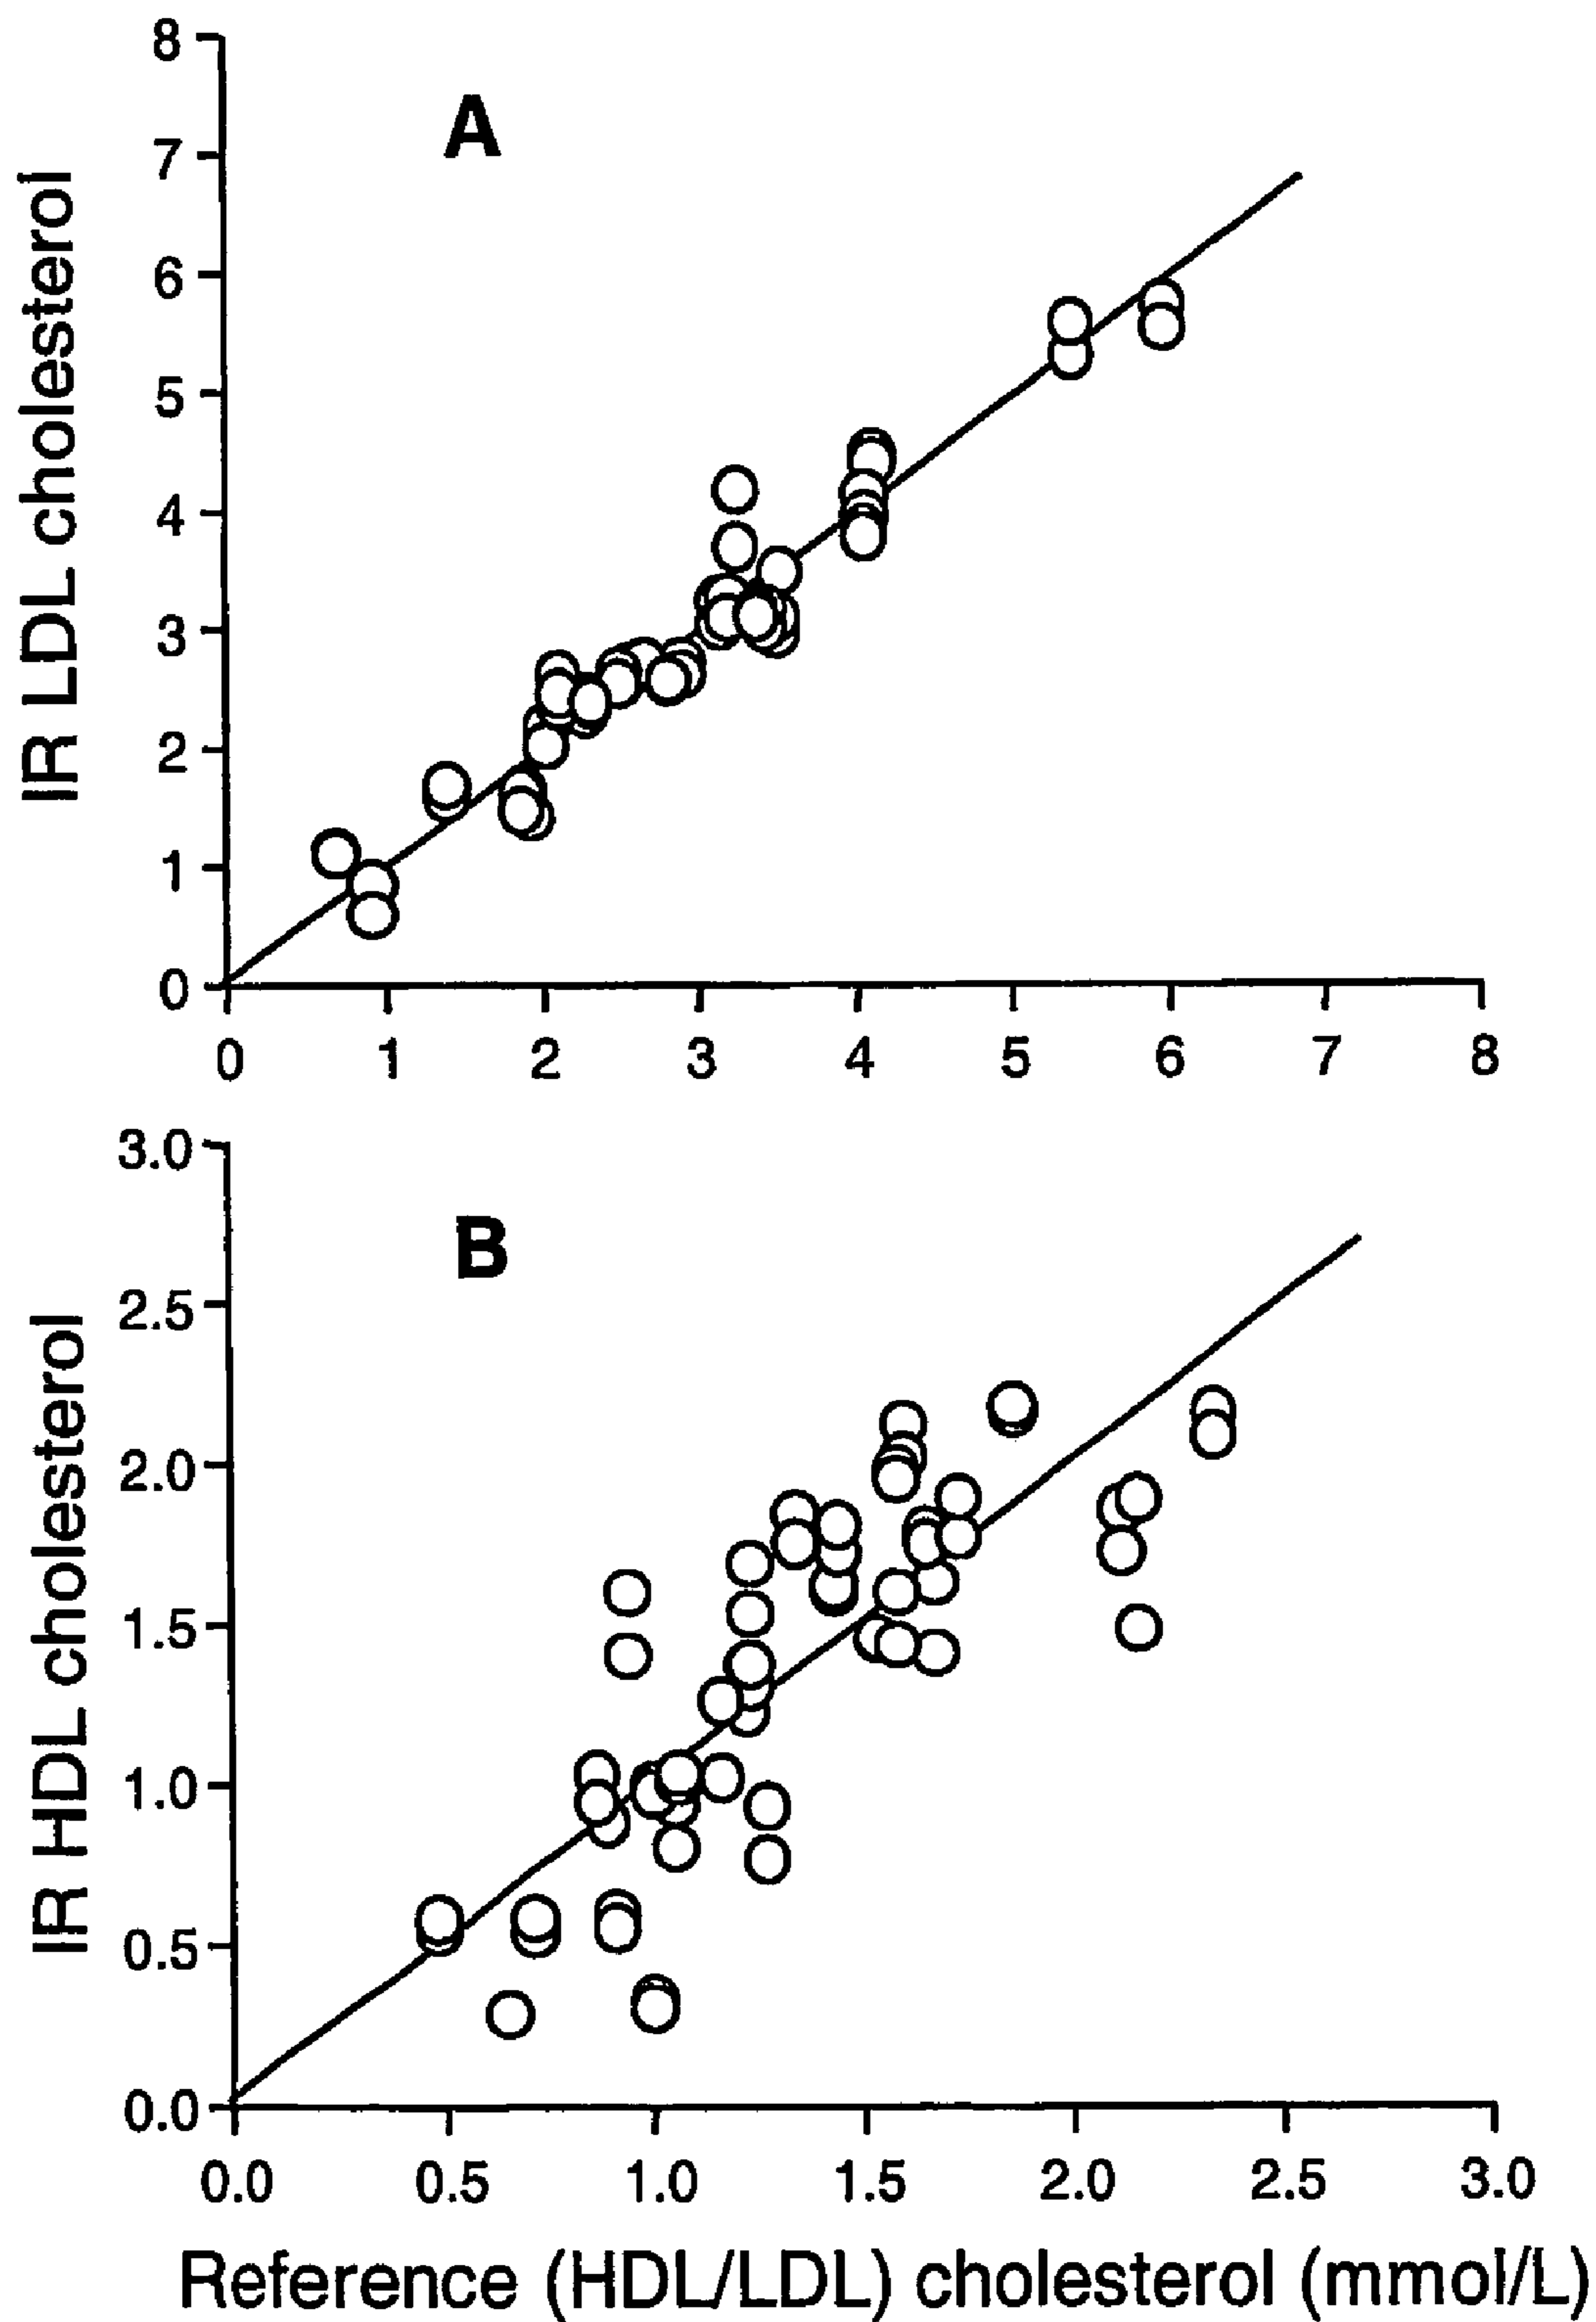 A
IR LDL cholesterol
8
7
6
5
4
3
2
1
0
0 1 2 3 4 5 6 7 8
B
IR HDL cholesterol
3.0
2.5
2.0
1.5
1.0
0.5
0.0
0.0 0.5 1.0 1.5 2.0 2.5 3.0
Reference (HDL/LDL) cholesterol (mmol/L)